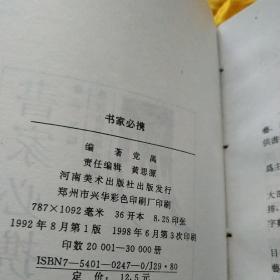 书家必携
编 著 党 禺
责任编辑 黄思源
河南美术出版社出版发行
郑州市兴华彩色印刷厂印刷
787×1092毫米 36开本 8.25印张
1992年8月第1版 1998年6月第3次印刷
印数 20 001—30 000册
ISBN7—5401—0247—0/J29·80
定 价: 12.5元